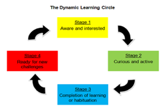 The Dynamic Learning Circle
Stage 1
Aware and interested
Stage 4
Ready for new
challenges
Stage 2
Curious and active
Stage 3
Completion of learning
or habituation